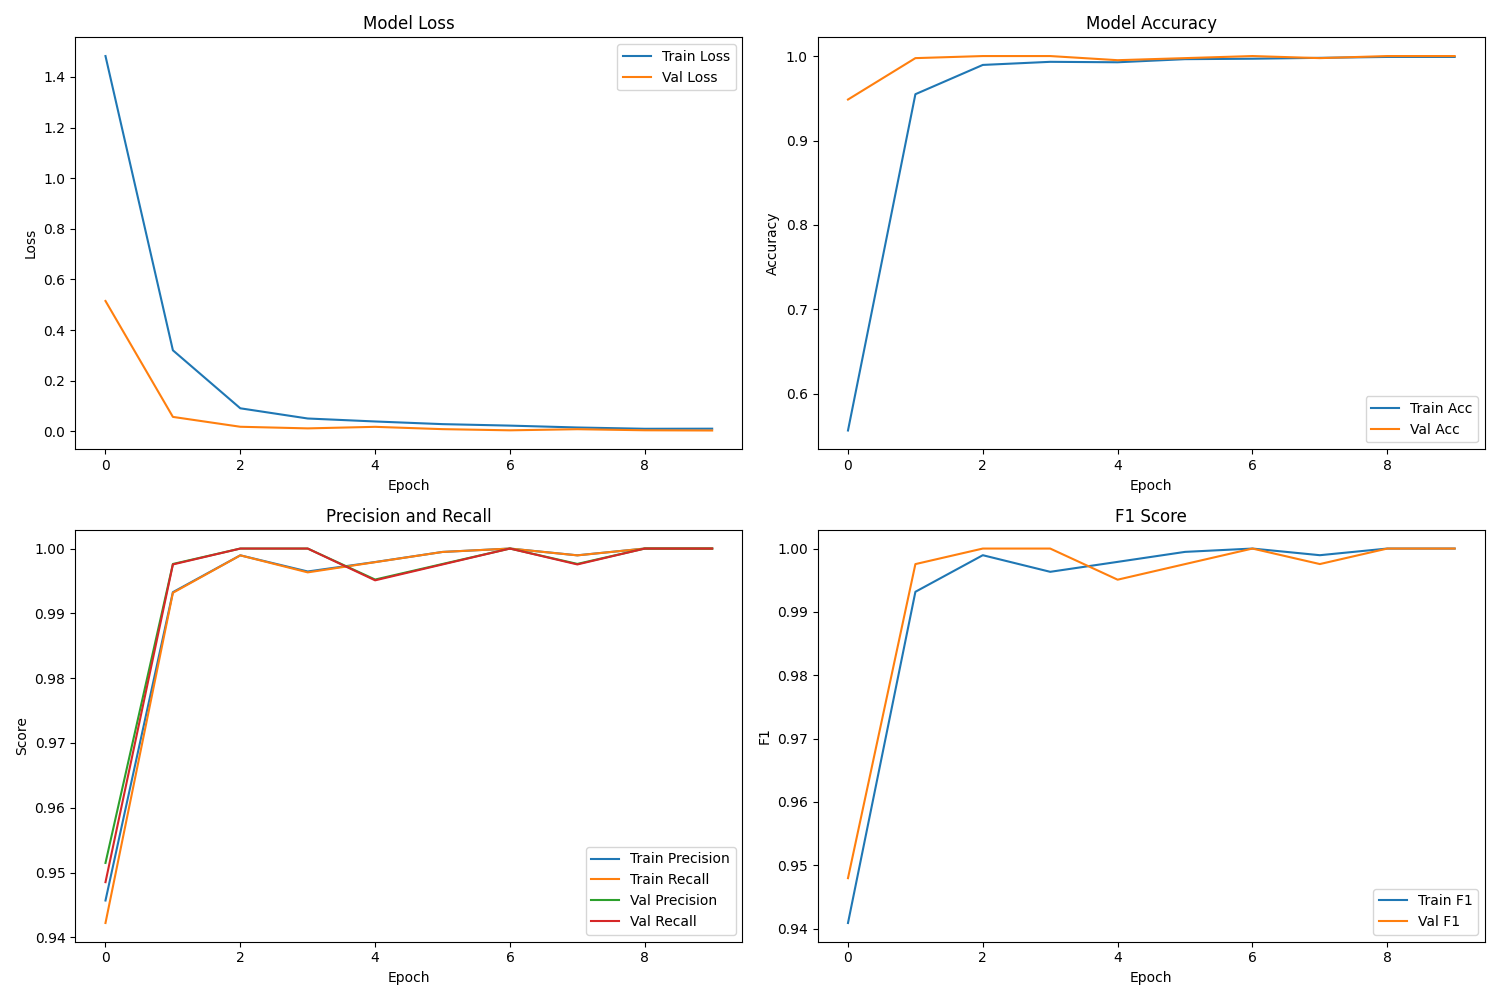 Model Loss
1.4
1.2
1.0
0.8
0.6
0.4
0.2
0.0
Loss
Train Loss
Val Loss
0 2 4 6 8
Epoch
Model Accuracy
1.0
0.9
0.8
0.7
0.6
Accuracy
Train Acc
Val Acc
0 2 4 6 8
Epoch
Precision and Recall
1.00
0.99
0.98
0.97
0.96
0.95
0.94
Score
Train Precision
Train Recall
Val Precision
Val Recall
0 2 4 6 8
Epoch
F1 Score
1.00
0.99
0.98
0.97
0.96
0.95
0.94
F1
Train F1
Val F1
0 2 4 6 8
Epoch